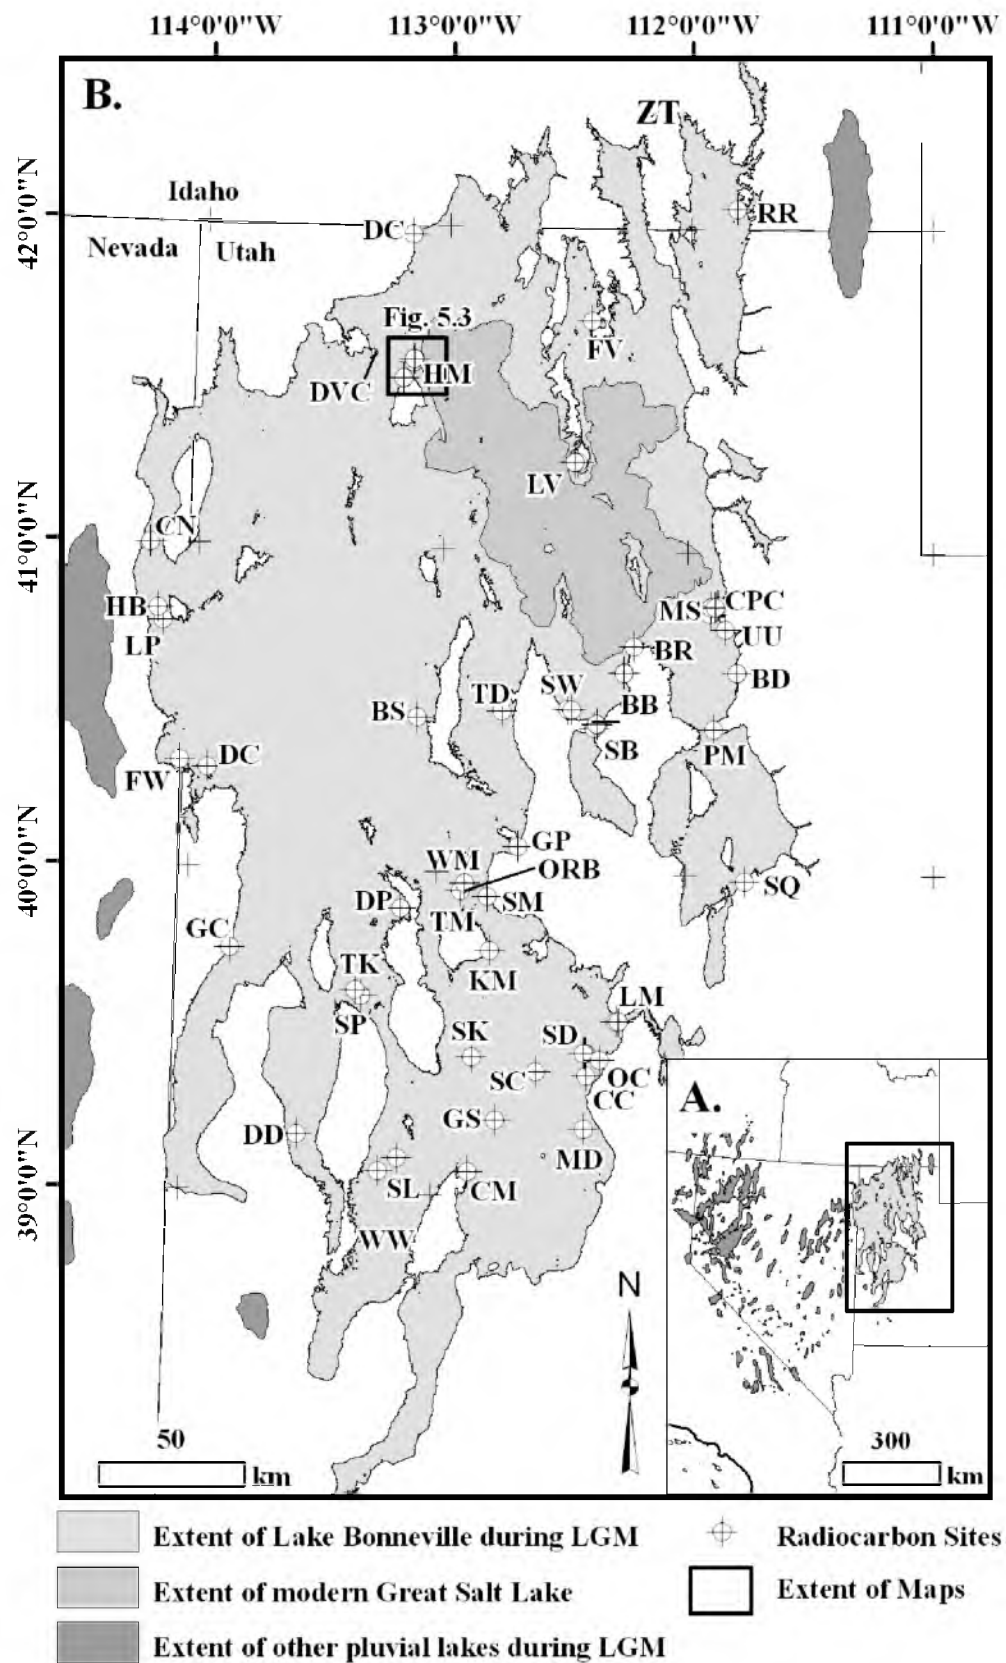 114°0'0"W 113°0'0"W 112°0'0"W 111°0'0"W
B.
ZT
42°0'0"N
Idaho
DC
RR
Nevada Utah
Fig. 5.3
FV
HM
DVC
LV
41°0'0"N
CN
HB
MS CPC
LP
UU
BR
BD
TD SW
BS
BB
SB
PM
DC
FW
GP
40°0'0"N
WM ORB
SQ
DP SM
TM
GC
TK KM
LM
SP
SK SD
SC OC
CC
A.
GS
DD
MD
39°0'0"N
SL CM
WW
N
50
300
km
km
Extent of Lake Bonneville during LGM
Radiocarbon Sites
Extent of modern Great Salt Lake
Extent of Maps
Extent of other pluvial lakes during LGM